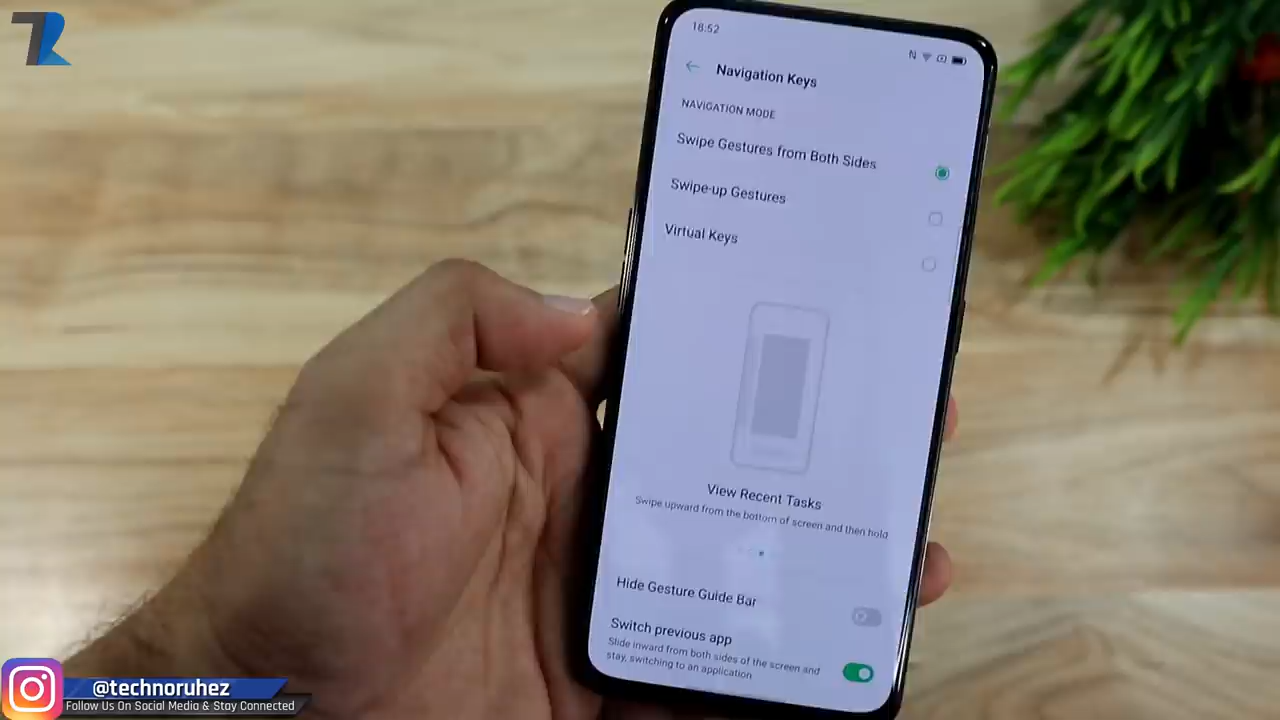 18:52
Navigation Keys
NAVIGATION MODE
Swipe Gestures from Both Sides
Swipe-up Gestures
Virtual Keys
View Recent Tasks
Swipe upward from the bottom of screen and then hold
Hide Gesture Guide Bar
Switch previous app
Slide inward from both sides of the screen and
stay, switching to an application
@technoruhez
Follow Us On Social Media & Stay Connected